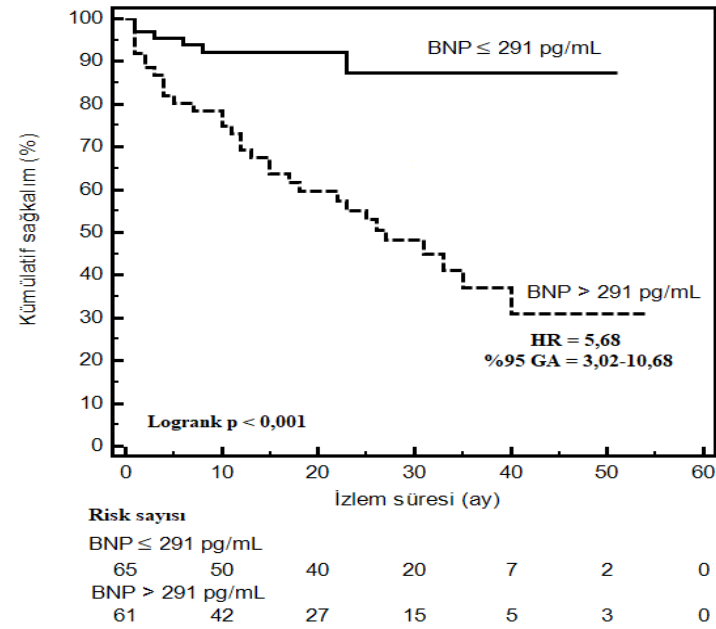 Kümülatif sağkalım (%)
100
90
80
70
60
50
40
30
20
10
0
BNP ≤ 291 pg/mL
BNP > 291 pg/mL
HR = 5,68
%95 GA = 3,02-10,68
Logrank p < 0,001
0 10 20 30 40 50 60
İzlem süresi (ay)
Risk sayısı
BNP ≤ 291 pg/mL
65 50 40 20 7 2 0
BNP > 291 pg/mL
61 42 27 15 5 3 0